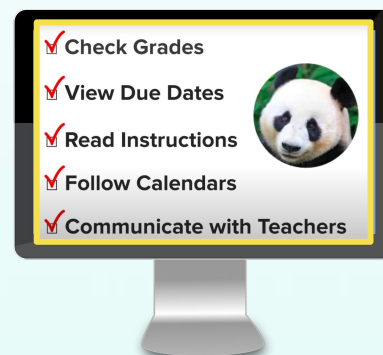 Check Grades
View Due Dates
Read Instructions
Follow Calendars
Communicate with Teachers